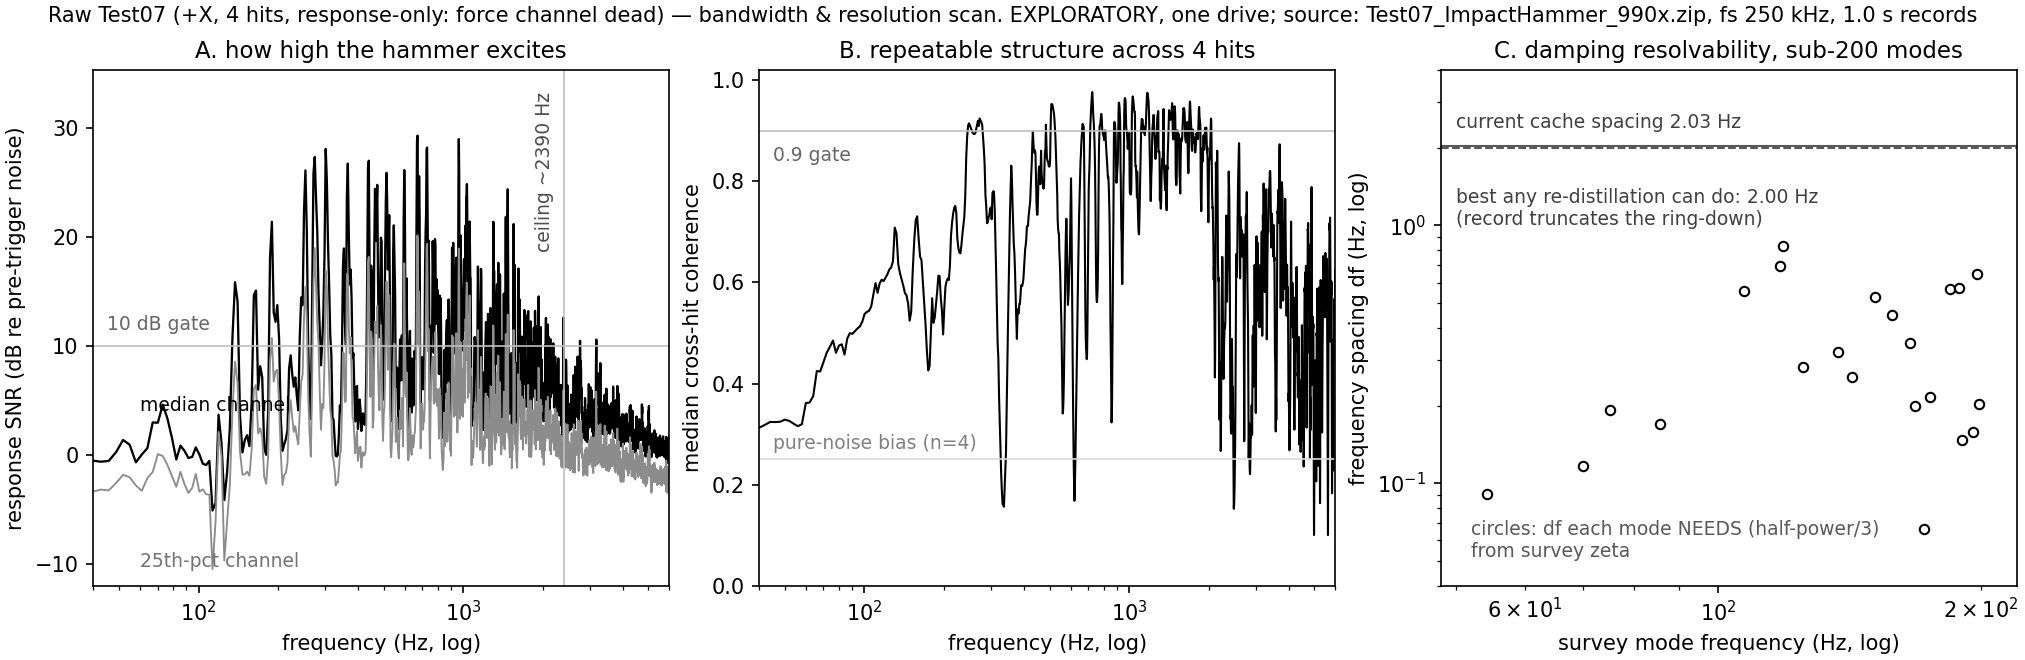 Raw Test07 (+X, 4 hits, response-only: force channel dead) — bandwidth & resolution scan. EXPLORATORY, one drive; source: Test07_ImpactHammer_990x.zip, fs 250 kHz, 1.0 s records
A. how high the hammer excites
response SNR (dB re pre-trigger noise)
30
20
10
0
−10
ceiling ~2390 Hz
10 dB gate
median channel
25th-pct channel
10²
10³
frequency (Hz, log)
B. repeatable structure across 4 hits
median cross-hit coherence
1.0
0.8
0.6
0.4
0.2
0.0
0.9 gate
pure-noise bias (n=4)
10²
10³
frequency (Hz, log)
C. damping resolvability, sub-200 modes
frequency spacing df (Hz, log)
10⁰
10⁻¹
current cache spacing 2.03 Hz
best any re-distillation can do: 2.00 Hz
(record truncates the ring-down)
circles: df each mode NEEDS (half-power/3)
from survey zeta
6 × 10¹
10²
2 × 10²
survey mode frequency (Hz, log)